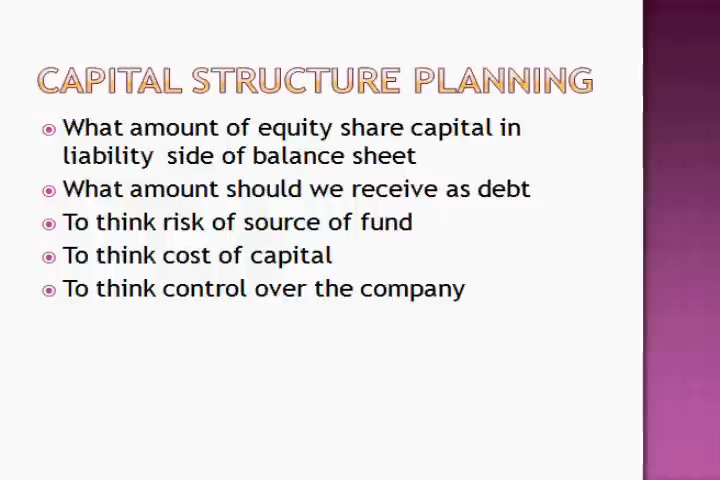 CAPITAL STRUCTURE PLANNING
What amount of equity share capital in
liability side of balance sheet
What amount should we receive as debt
To think risk of source of fund
To think cost of capital
To think control over the company